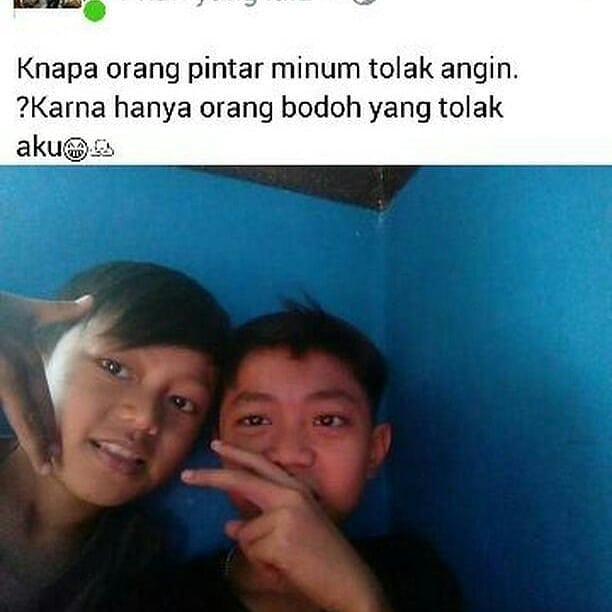 Knapa orang pintar minum tolak angin.
?Karna hanya orang bodoh yang tolak
aku😁💩